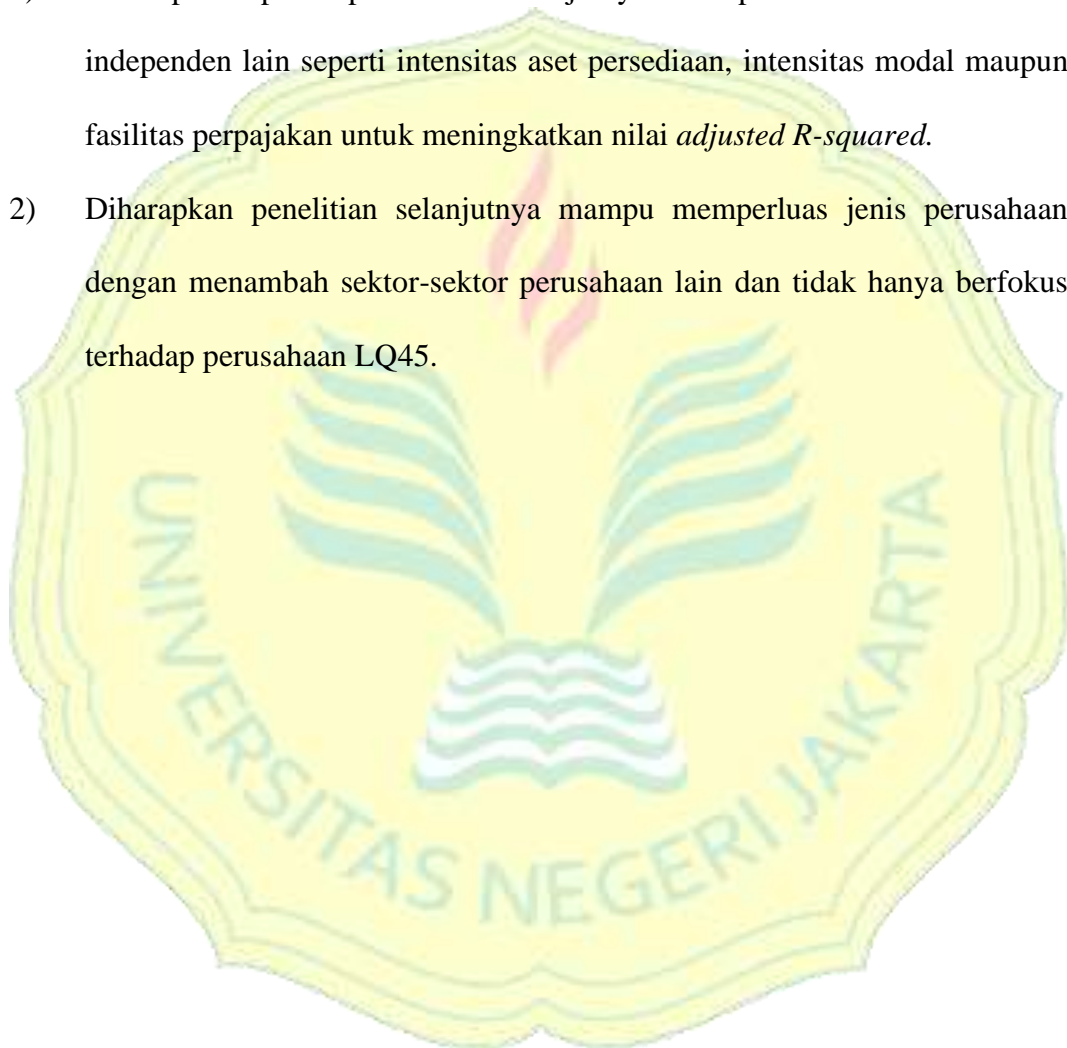 independen lain seperti intensitas aset persediaan, intensitas modal maupun
fasilitas perpajakan untuk meningkatkan nilai adjusted R-squared.
2) Diharapkan penelitian selanjutnya mampu memperluas jenis perusahaan
dengan menambah sektor-sektor perusahaan lain dan tidak hanya berfokus
terhadap perusahaan LQ45.
UNIVERSITAS NEGERI JAKARTA